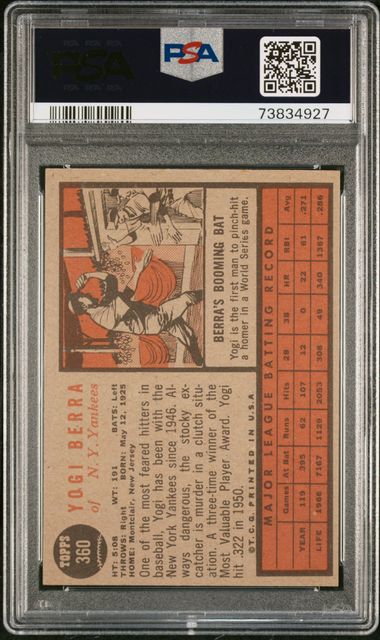 PSA
PSA
73834927
TOPPS
360
YOGI BERRA
of N.Y. Yankees
HT: 5:08 WT: 191 BATS: Left
THROWS: Right BORN: May 12, 1925
HOME: Montclair, New Jersey
One of the most feared hitters in
baseball, Yogi has been with the
New York Yankees since 1946. Al-
ways dangerous, the stocky ex-
catcher is murder in a clutch situ-
ation. A three-time winner of the
Most Valuable Player Award, Yogi
hit .322 in 1950.
©T.C.G. PRINTED IN U.S.A.
BERRA'S BOOMING BAT
Yogi is the first man to pinch-hit
a homer in a World Series game.
MAJOR LEAGUE BATTING RECORD
Games At Bat Runs Hits 2B 3B HR RBI Avg
YEAR 119 395 62 107 11 0 22 61 .271
LIFE 1966 7167 1129 2053 308 49 340 1367 .286